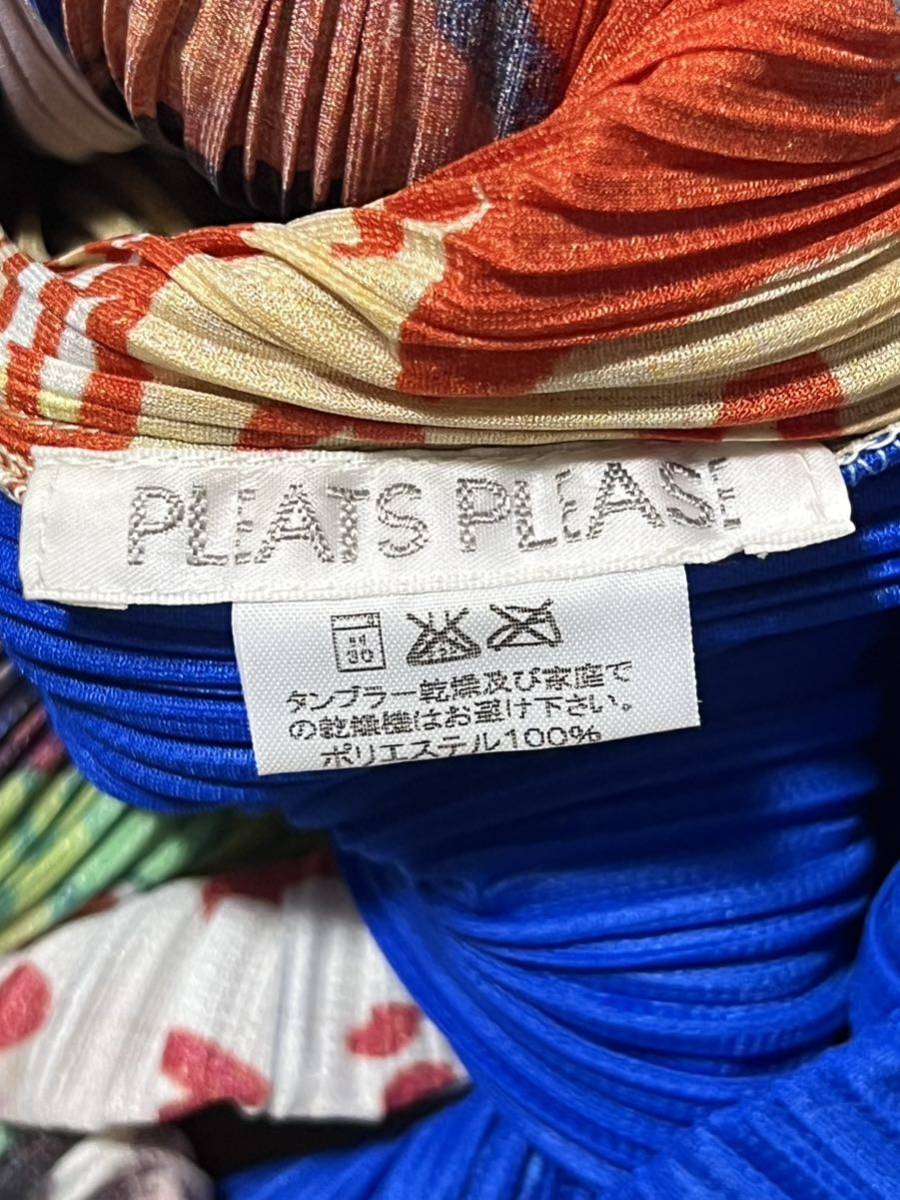 PLEATS PLEASE
30
タンブラー乾燥及び家庭で
の乾燥機はお避け下さい。
ポリエステル100%